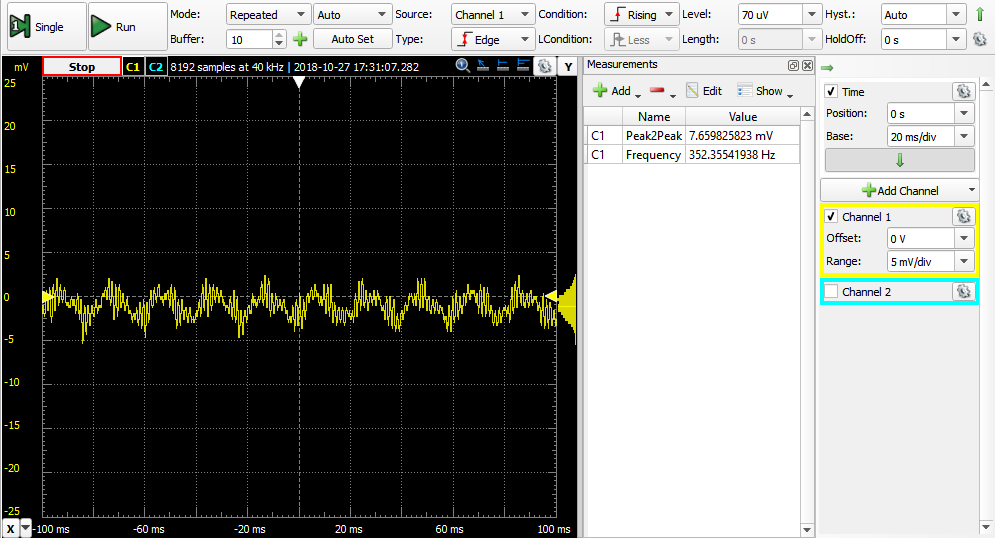 1 Single
Run
Mode: Repeated Auto Source: Channel 1 Condition: Rising Level: 70 uV Hyst.: Auto
Buffer: 10 Auto Set Type: Edge LCondition: Less Length: 0 s HoldOff: 0 s
mV Stop C1 C2 8192 samples at 40 kHz | 2018-10-27 17:31:07.282 Y
25
20
15
10
5
0
-5
-10
-15
-20
-25
X -100 ms -60 ms -20 ms 20 ms 60 ms 100 ms
Measurements
Add Edit Show
Name Value
C1 Peak2Peak 7.659825823 mV
C1 Frequency 352.35541938 Hz
Time
Position: 0 s
Base: 20 ms/div
Add Channel
Channel 1
Offset: 0 V
Range: 5 mV/div
Channel 2